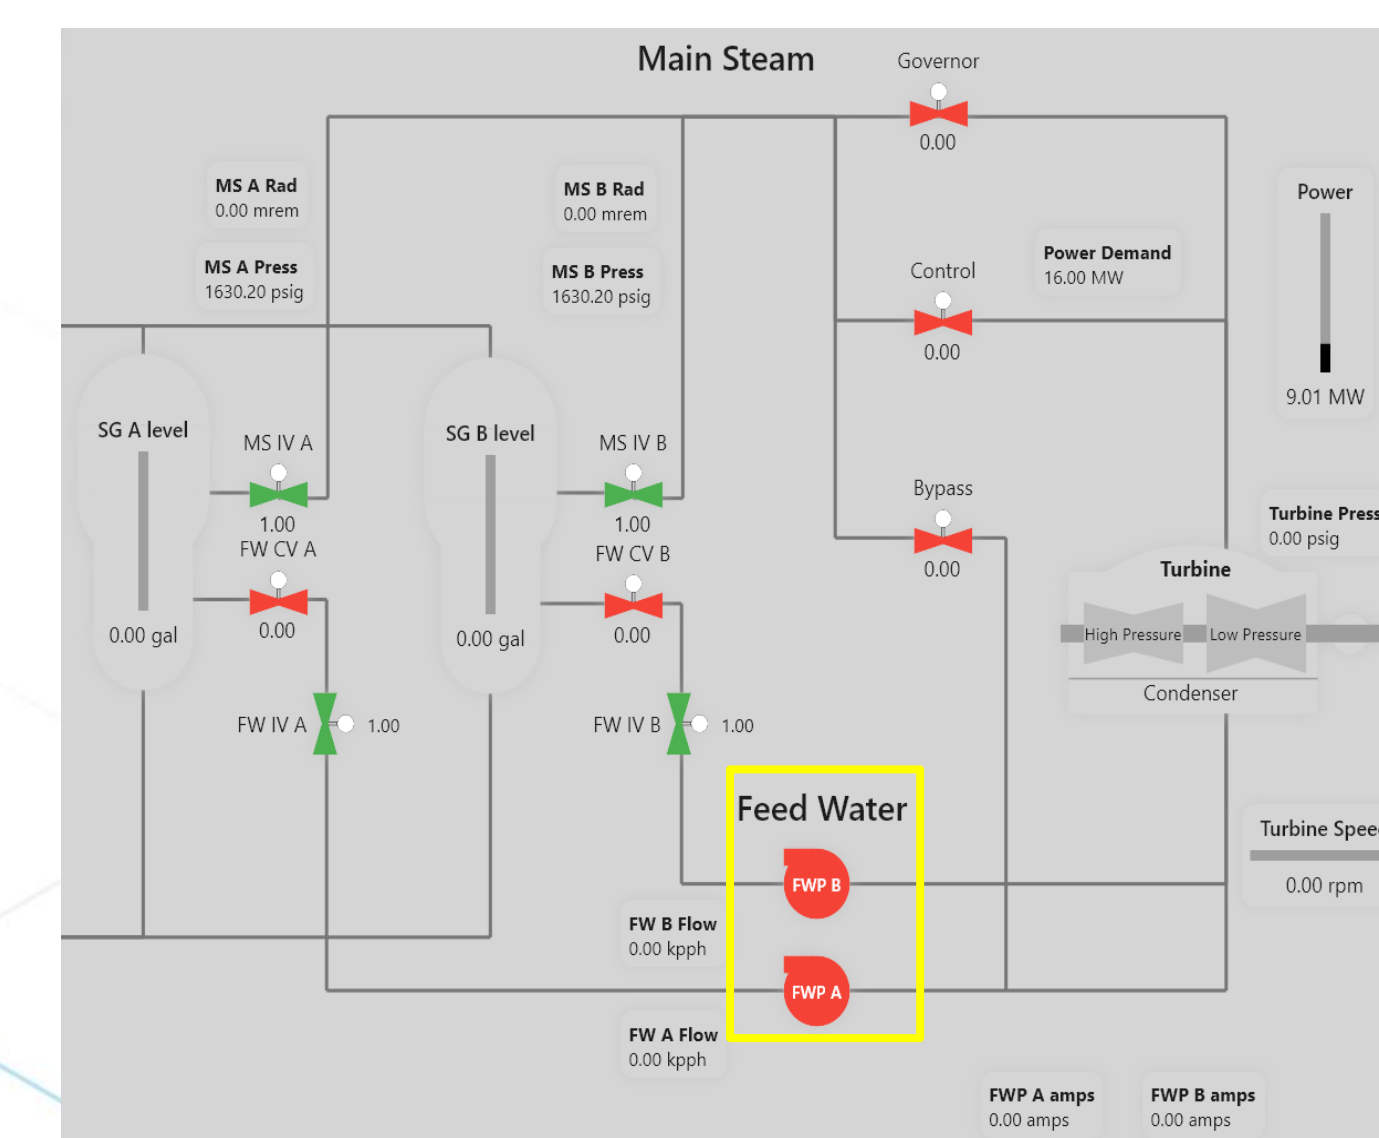 Main Steam
Governor
0.00
MS A Rad
0.00 mrem
MS B Rad
0.00 mrem
Power
MS A Press
1630.20 psig
MS B Press
1630.20 psig
Control
0.00
Power Demand
16.00 MW
9.01 MW
SG A level
MS IV A
1.00
SG B level
MS IV B
1.00
Bypass
0.00
Turbine Press
0.00 psig
FW CV A
0.00
FW CV B
0.00
0.00 gal
0.00 gal
Turbine
High Pressure
Low Pressure
Condenser
FW IV A
1.00
FW IV B
1.00
Feed Water
FWP B
Turbine Spee
0.00 rpm
FW B Flow
0.00 kpph
FWP A
FW A Flow
0.00 kpph
FWP A amps
0.00 amps
FWP B amps
0.00 amps